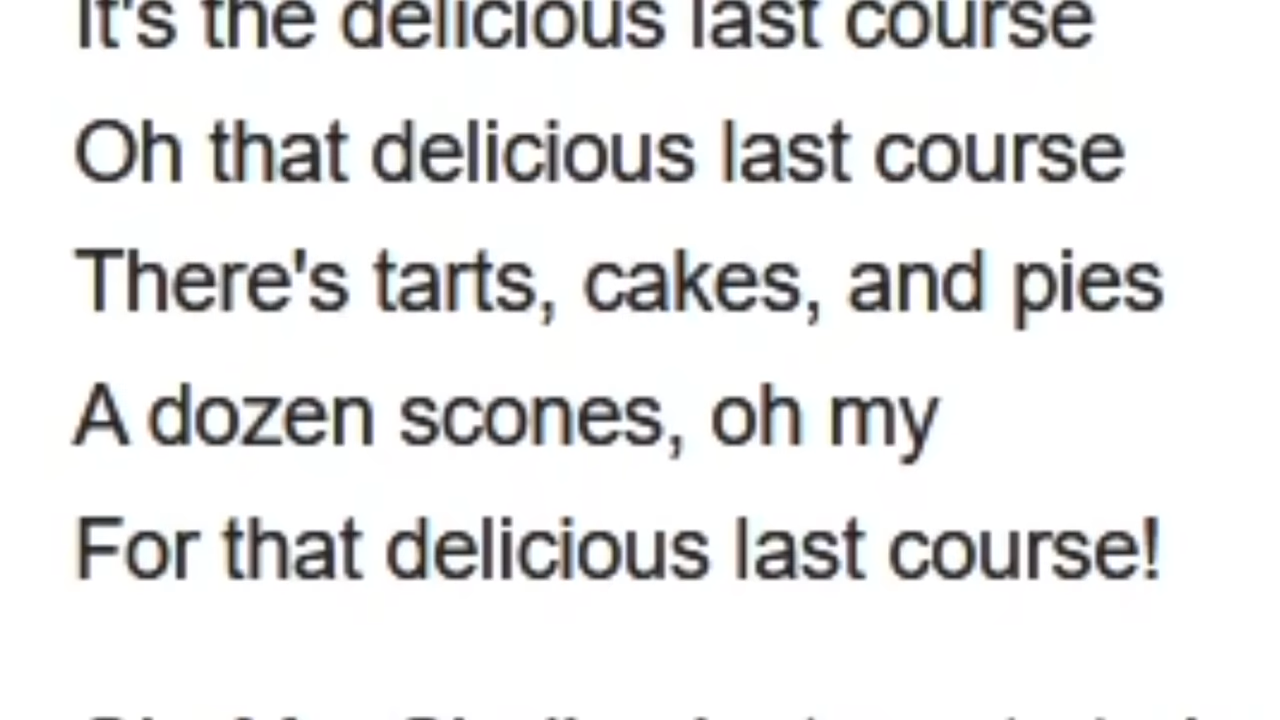 It's the delicious last course
Oh that delicious last course
There's tarts, cakes, and pies
A dozen scones, oh my
For that delicious last course!